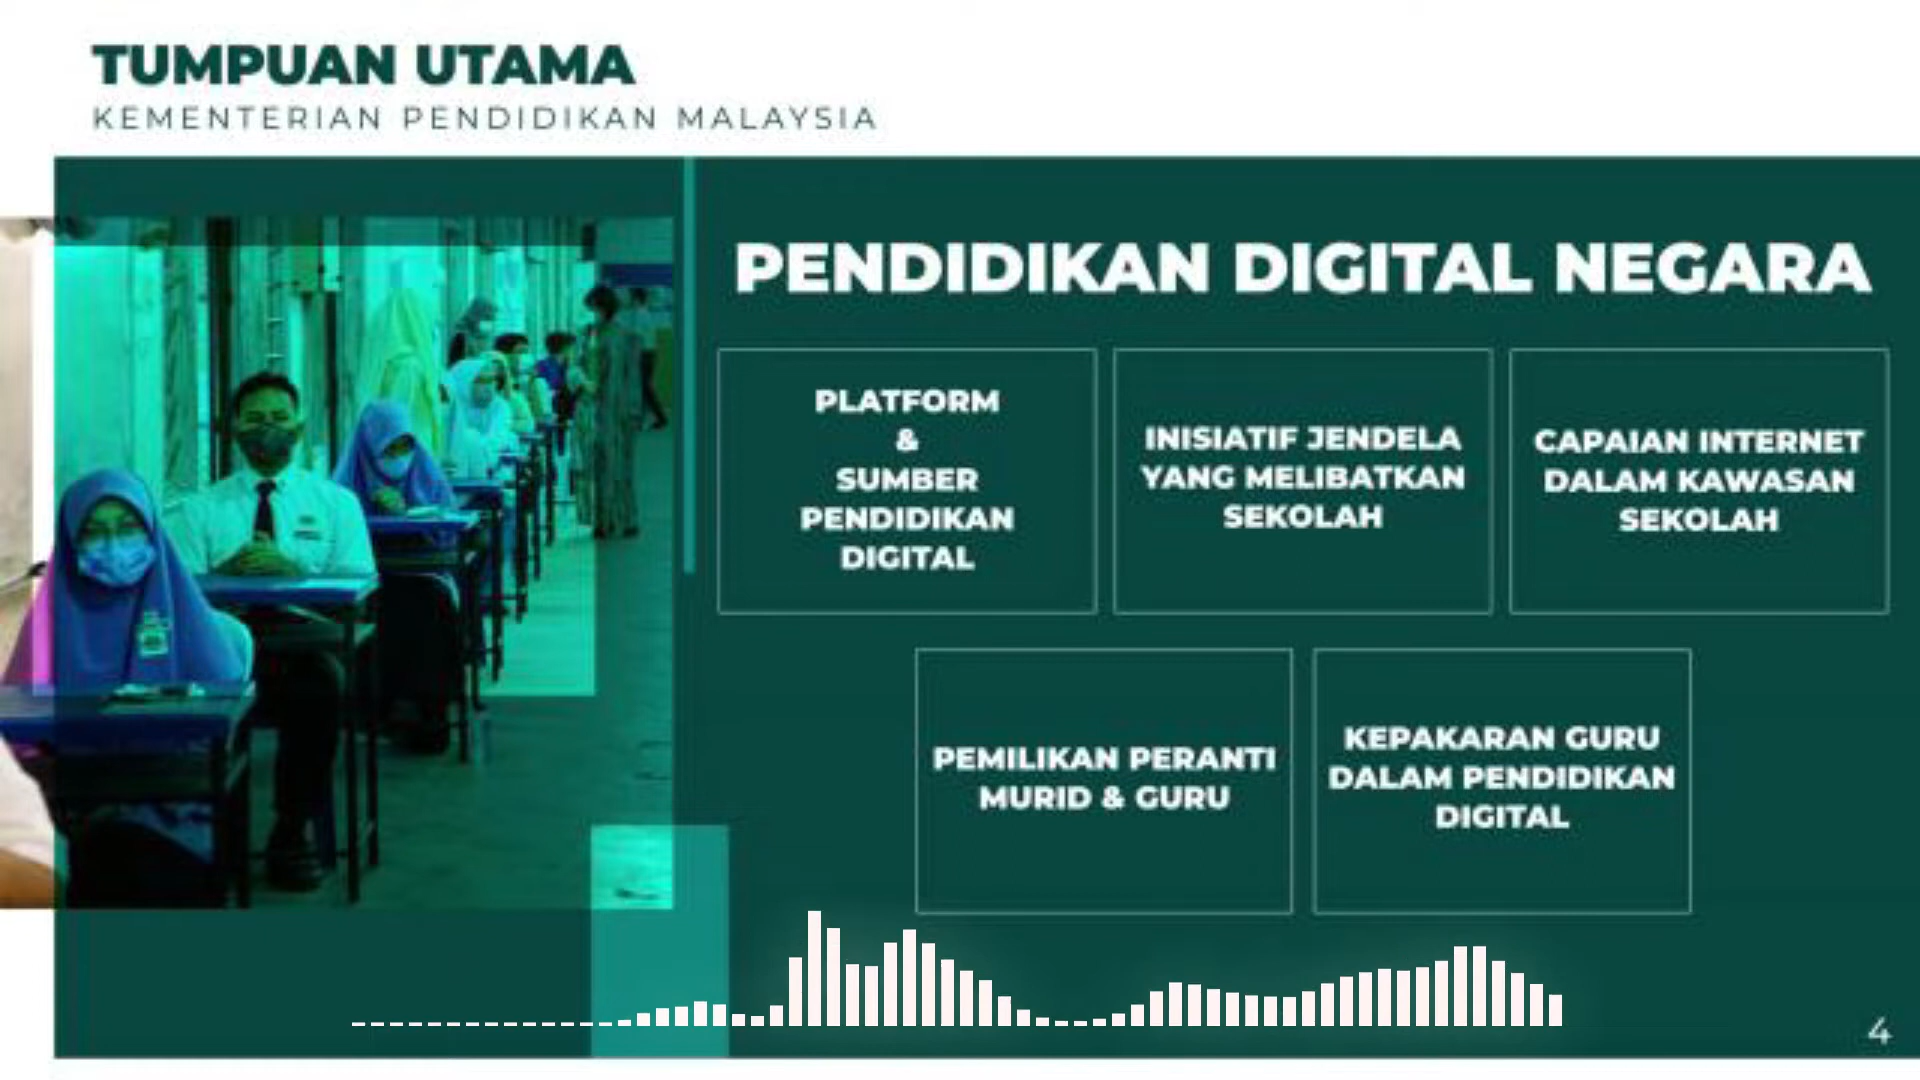 TUMPUAN UTAMA
KEMENTERIAN PENDIDIKAN MALAYSIA
PENDIDIKAN DIGITAL NEGARA
PLATFORM
&
SUMBER
PENDIDIKAN
DIGITAL
INISIATIF JENDELA
YANG MELIBATKAN
SEKOLAH
CAPAIAN INTERNET
DALAM KAWASAN
SEKOLAH
PEMILIKAN PERANTI
MURID & GURU
KEPAKARAN GURU
DALAM PENDIDIKAN
DIGITAL
4